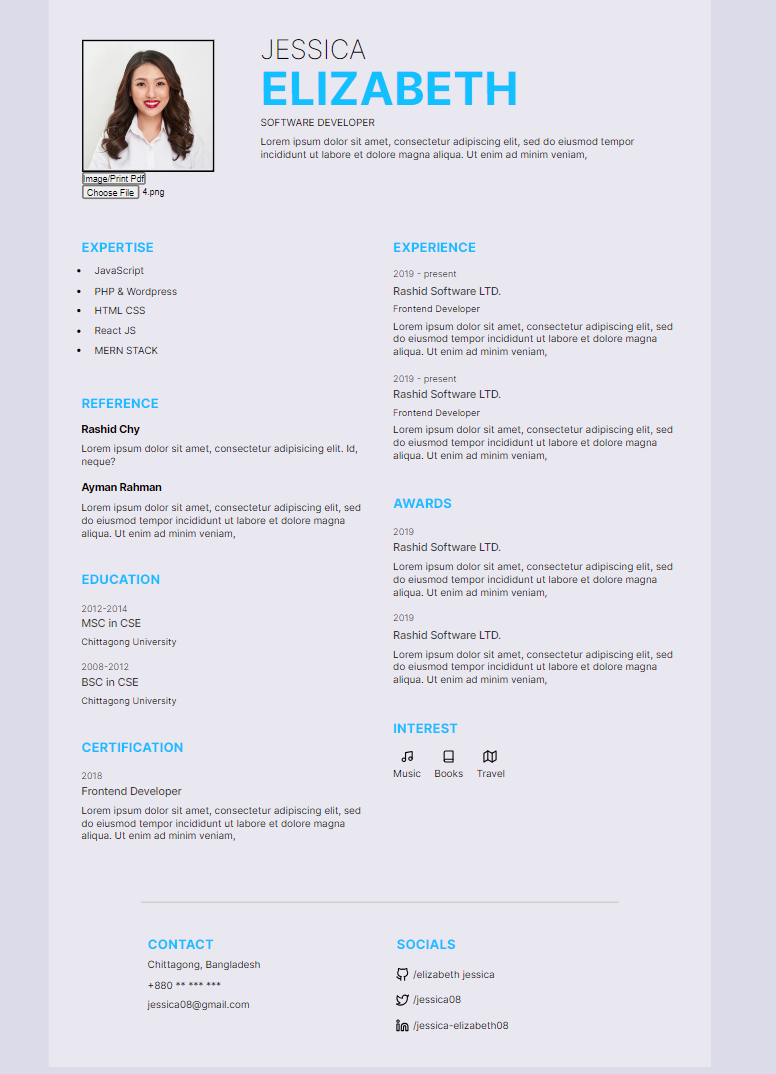 JESSICA
ELIZABETH
SOFTWARE DEVELOPER
Lorem ipsum dolor sit amet, consectetur adipiscing elit, sed do eiusmod tempor
incididunt ut labore et dolore magna aliqua. Ut enim ad minim veniam,
Image/Print Pdf
Choose File 4.png
EXPERTISE
• JavaScript
• PHP & Wordpress
• HTML CSS
• React JS
• MERN STACK
REFERENCE
Rashid Chy
Lorem ipsum dolor sit amet, consectetur adipisicing elit. Id,
neque?
Ayman Rahman
Lorem ipsum dolor sit amet, consectetur adipiscing elit, sed
do eiusmod tempor incididunt ut labore et dolore magna
aliqua. Ut enim ad minim veniam,
EDUCATION
2012-2014
MSC in CSE
Chittagong University
2008-2012
BSC in CSE
Chittagong University
CERTIFICATION
2018
Frontend Developer
Lorem ipsum dolor sit amet, consectetur adipiscing elit, sed
do eiusmod tempor incididunt ut labore et dolore magna
aliqua. Ut enim ad minim veniam,
EXPERIENCE
2019 - present
Rashid Software LTD.
Frontend Developer
Lorem ipsum dolor sit amet, consectetur adipiscing elit, sed
do eiusmod tempor incididunt ut labore et dolore magna
aliqua. Ut enim ad minim veniam,
2019 - present
Rashid Software LTD.
Frontend Developer
Lorem ipsum dolor sit amet, consectetur adipiscing elit, sed
do eiusmod tempor incididunt ut labore et dolore magna
aliqua. Ut enim ad minim veniam,
AWARDS
2019
Rashid Software LTD.
Lorem ipsum dolor sit amet, consectetur adipiscing elit, sed
do eiusmod tempor incididunt ut labore et dolore magna
aliqua. Ut enim ad minim veniam,
2019
Rashid Software LTD.
Lorem ipsum dolor sit amet, consectetur adipiscing elit, sed
do eiusmod tempor incididunt ut labore et dolore magna
aliqua. Ut enim ad minim veniam,
INTEREST
Music Books Travel
CONTACT
Chittagong, Bangladesh
+880 ** *** ***
jessica08@gmail.com
SOCIALS
/elizabeth jessica
/jessica08
/jessica-elizabeth08